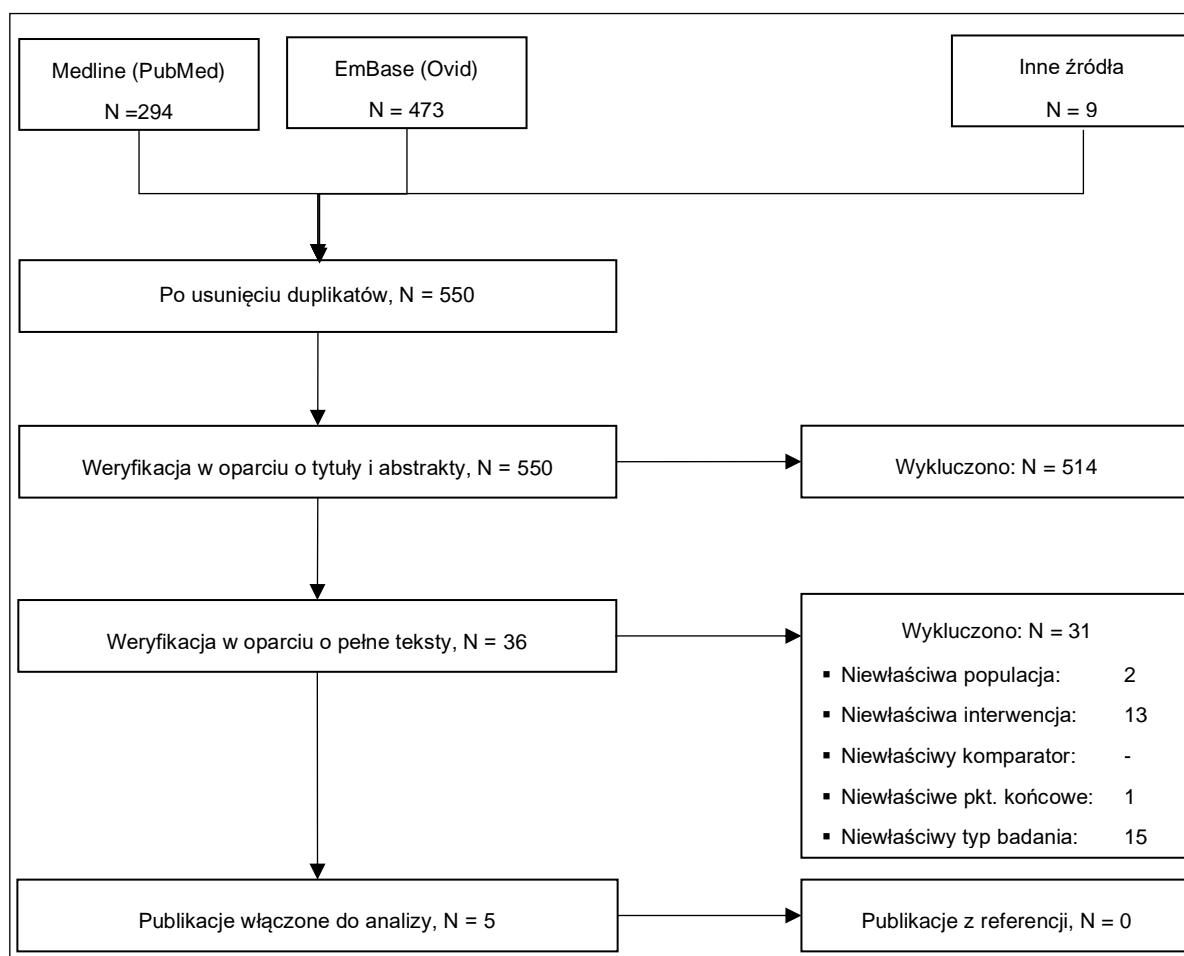 Medline (PubMed)
N =294
EmBase (Ovid)
N = 473
Inne źródła
N = 9
Po usunięciu duplikatów, N = 550
Weryfikacja w oparciu o tytuły i abstrakty, N = 550
Wykluczono: N = 514
Weryfikacja w oparciu o pełne teksty, N = 36
Wykluczono: N = 31
▪ Niewłaściwa populacja: 2
▪ Niewłaściwa interwencja: 13
▪ Niewłaściwy komparator: -
▪ Niewłaściwe pkt. końcowe: 1
▪ Niewłaściwy typ badania: 15
Publikacje włączone do analizy, N = 5
Publikacje z referencji, N = 0